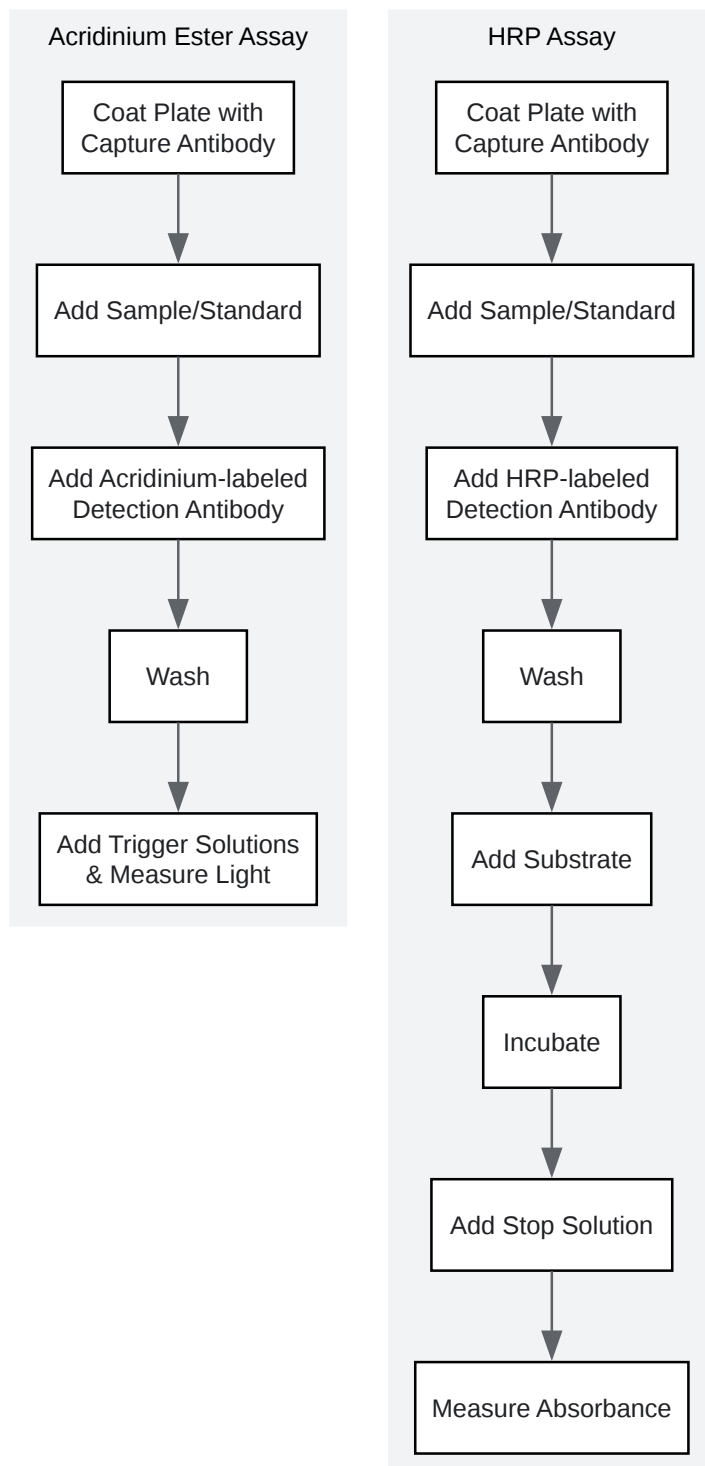 Acridinium Ester Assay
Coat Plate with
Capture Antibody
Add Sample/Standard
Add Acridinium-labeled
Detection Antibody
Wash
Add Trigger Solutions
& Measure Light
HRP Assay
Coat Plate with
Capture Antibody
Add Sample/Standard
Add HRP-labeled
Detection Antibody
Wash
Add Substrate
Incubate
Add Stop Solution
Measure Absorbance